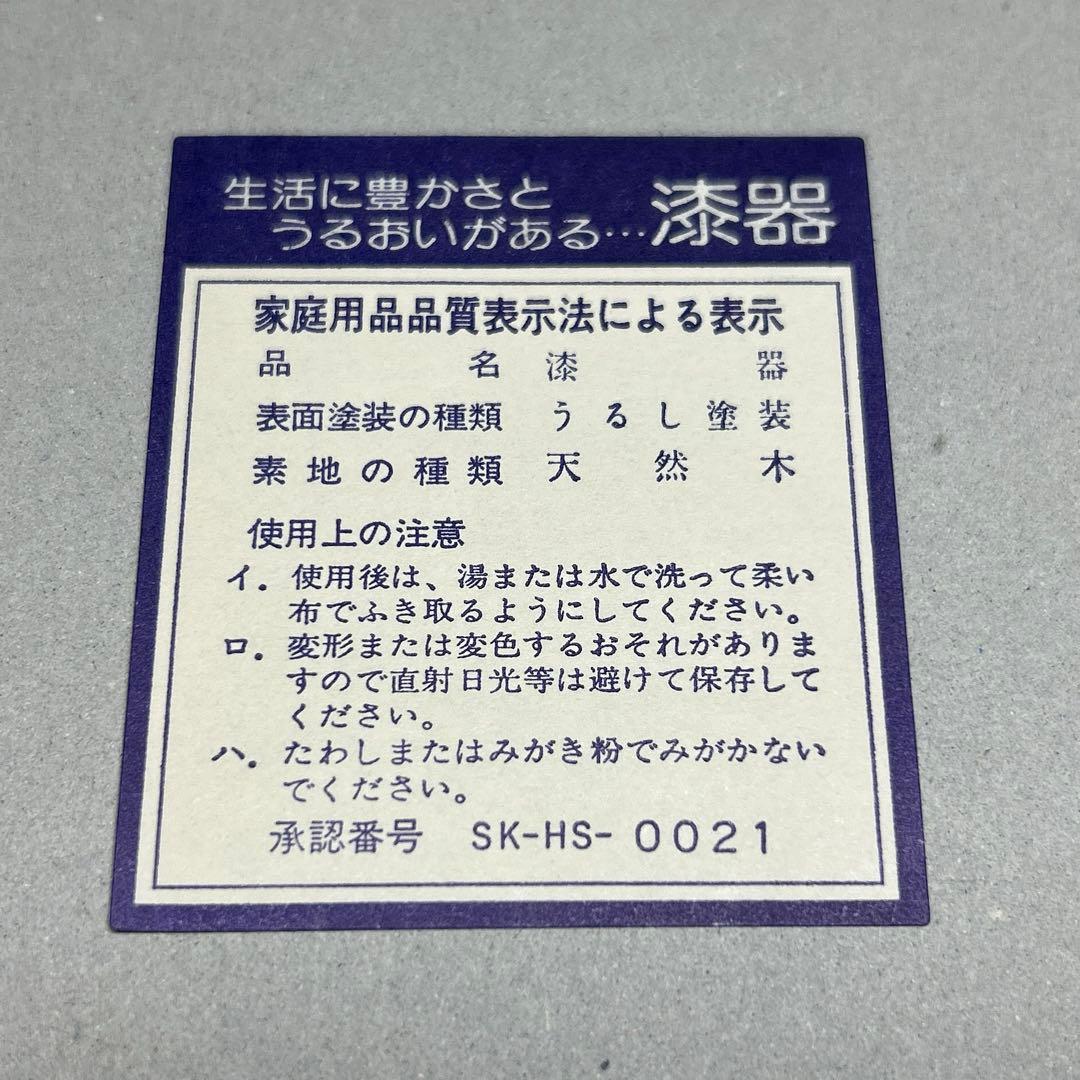 生活に豊かさと
うるおいがある…漆器
家庭用品品質表示法による表示
品名 漆器
表面塗装の種類 うるし塗装
素地の種類 天然木
使用上の注意
イ. 使用後は、湯または水で洗って柔い
布でふき取るようにしてください。
ロ. 変形または変色するおそれがありま
すので直射日光等は避けて保存して
ください。
ハ. たわしまたはみがき粉でみがかない
でください。
承認番号 SK-HS-0021